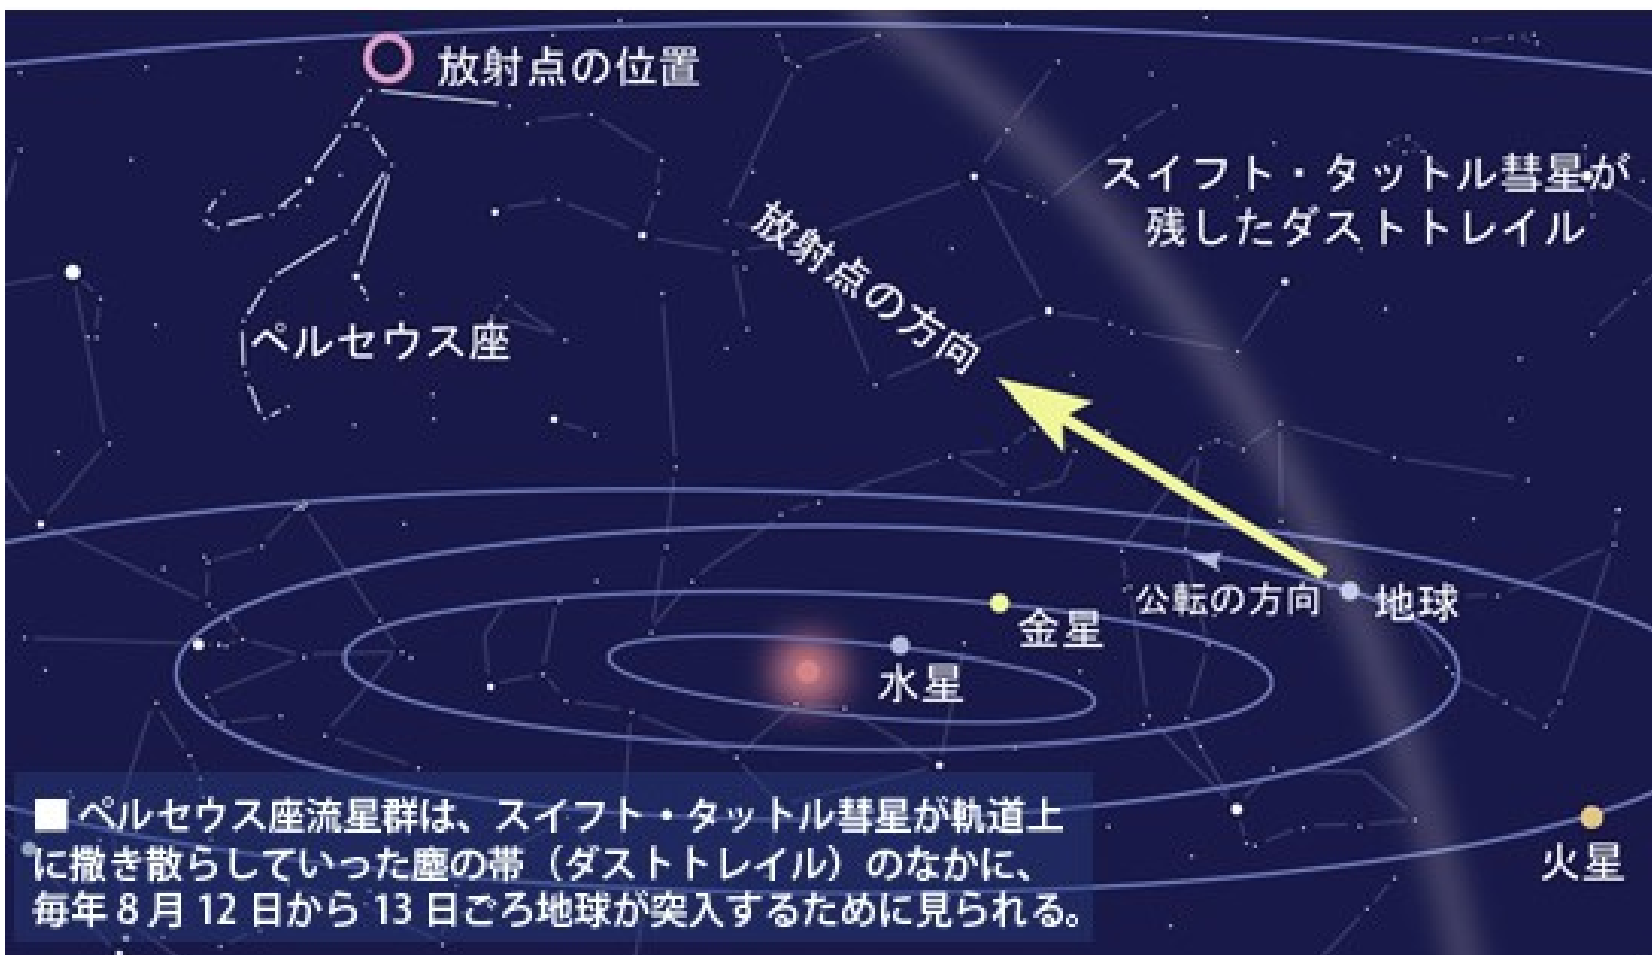 放射点の位置
スイフト・タットル彗星が
残したダストトレイル
放射点の方向
ペルセウス座
公転の方向
地球
金星
水星
火星
■ペルセウス座流星群は、スイフト・タットル彗星が軌道上
に撒き散らしていった塵の帯（ダストトレイル）のなかに、
毎年8月12日から13日ごろ地球が突入するために見られる。